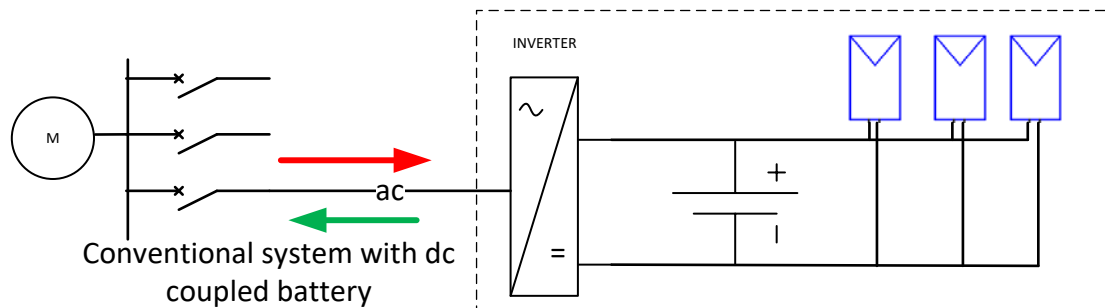 INVERTER
M
ac
Conventional system with dc
coupled battery